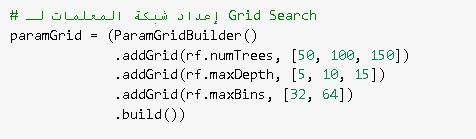 # إعداد شبكة المعلمات لـ Grid Search
paramGrid = (ParamGridBuilder()
.addGrid(rf.numTrees, [50, 100, 150])
.addGrid(rf.maxDepth, [5, 10, 15])
.addGrid(rf.maxBins, [32, 64])
.build())